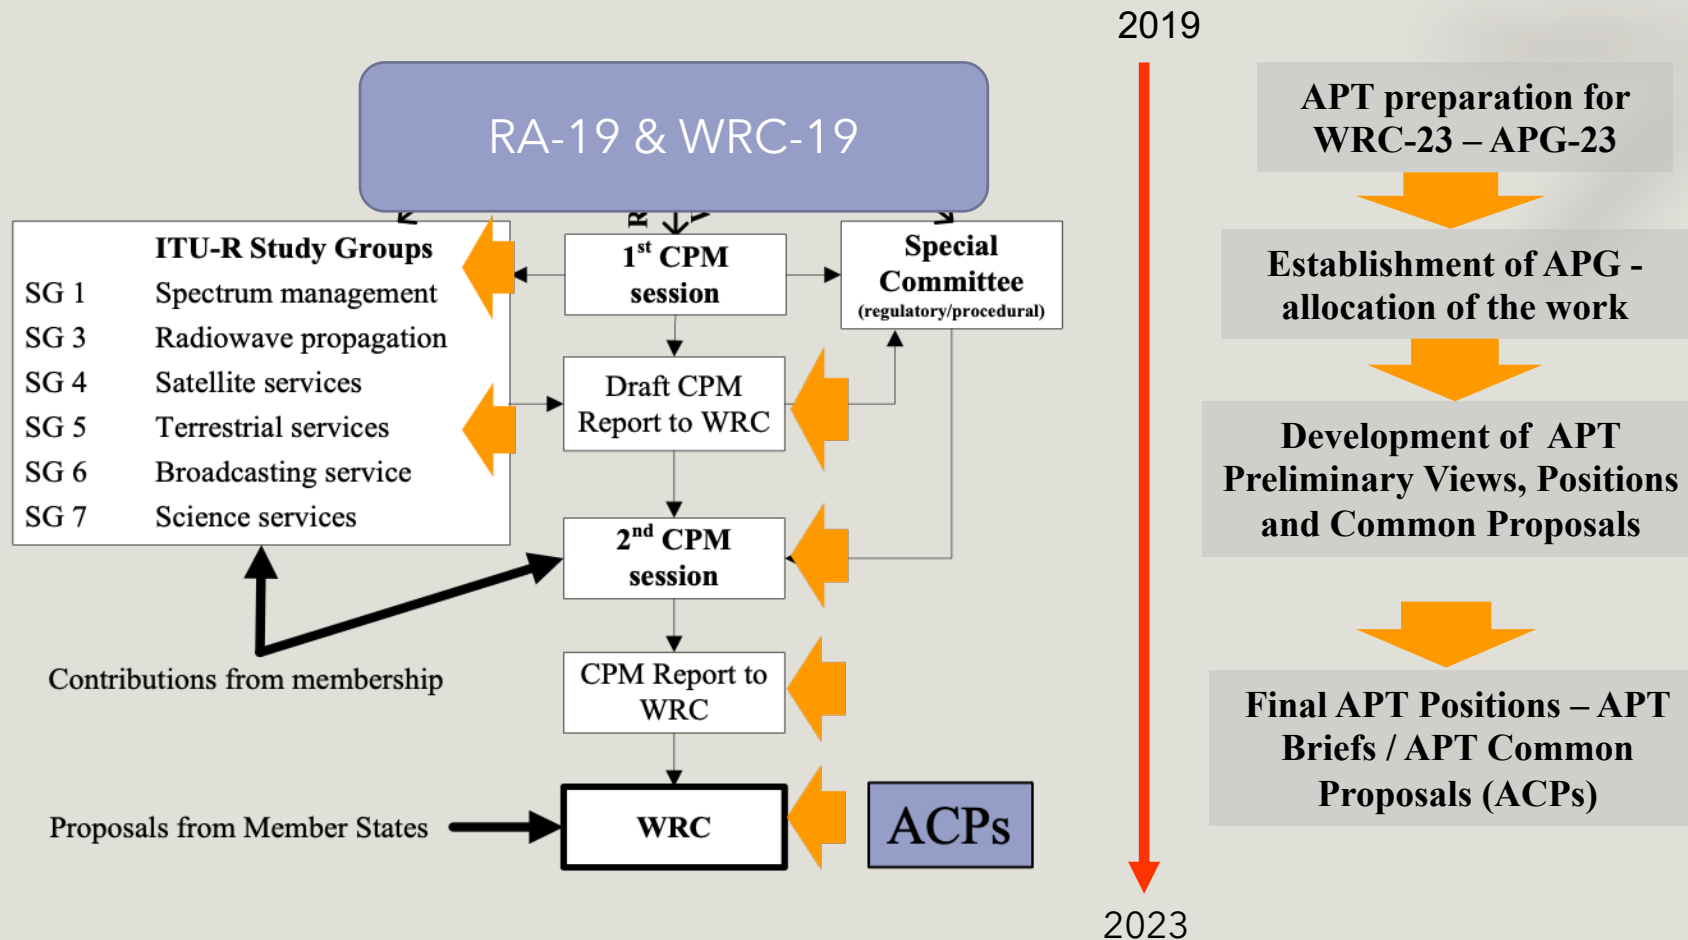 2019
RA-19 & WRC-19
ITU-R Study Groups
SG 1 Spectrum management
SG 3 Radiowave propagation
SG 4 Satellite services
SG 5 Terrestrial services
SG 6 Broadcasting service
SG 7 Science services
1st CPM
session
Special
Committee
(regulatory/procedural)
Draft CPM
Report to WRC
2nd CPM
session
Contributions from membership
CPM Report to
WRC
Proposals from Member States
WRC
ACPs
APT preparation for
WRC-23 – APG-23
Establishment of APG -
allocation of the work
Development of APT
Preliminary Views, Positions
and Common Proposals
Final APT Positions – APT
Briefs / APT Common
Proposals (ACPs)
2023